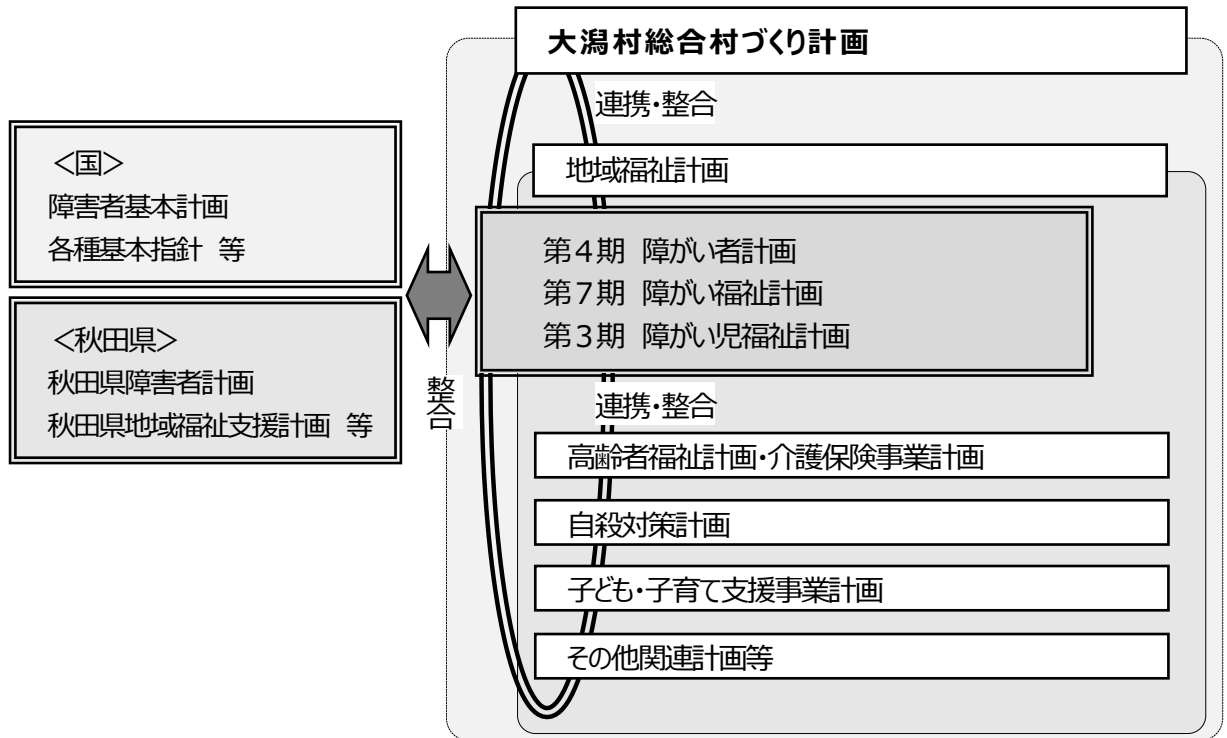 大潟村総合村づくり計画
連携・整合
地域福祉計画
<国>
障害者基本計画
各種基本指針 等
<秋田県>
秋田県障害者計画
秋田県地域福祉支援計画 等
整合
第4期 障がい者計画
第7期 障がい福祉計画
第3期 障がい児福祉計画
連携・整合
高齢者福祉計画・介護保険事業計画
自殺対策計画
子ども・子育て支援事業計画
その他関連計画等